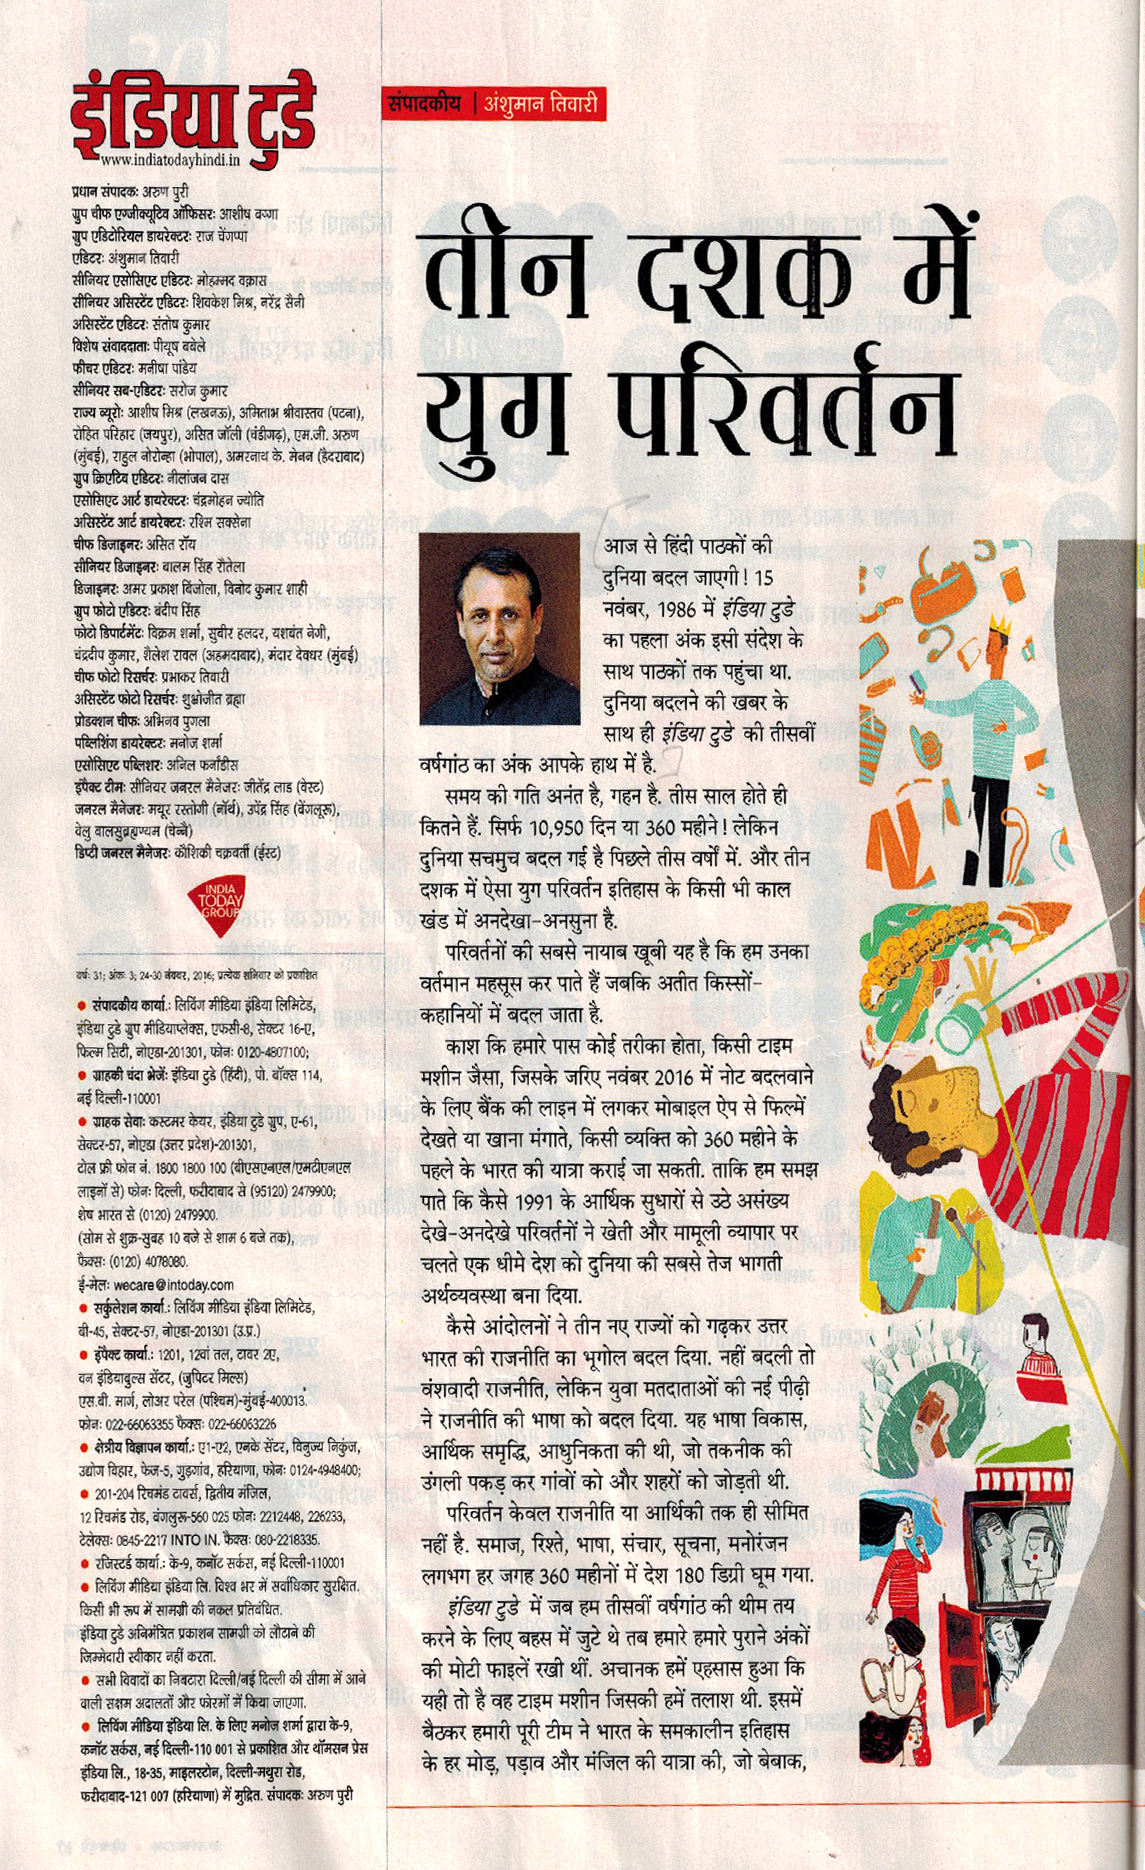 इंडिया टुडे
www.indiatodayhindi.in
प्रधान संपादकः अरुण पुरी
ग्रुप चीफ एग्जीक्यूटिव ऑफिसरः आशीष बग्गा
ग्रुप एडिटोरियल डायरेक्टरः राज चेंगप्पा
एडिटरः अंशुमान तिवारी
सीनियर एसोसिएट एडिटरः मोहम्मद वक़ास
सीनियर असिस्टेंट एडिटरः शिवकेश मिश्र, नरेंद्र सैनी
असिस्टेंट एडिटरः संतोष कुमार
विशेष संवाददाताः पीयूष बबेले
फीचर एडिटरः मनीषा पांडेय
सीनियर सब-एडिटरः सरोज कुमार
राज्य ब्यूरोः आशीष मिश्र (लखनऊ), अमिताभ श्रीवास्तव (पटना),
रोहित परिहार (जयपुर), असित जॉली (चंडीगढ़), एम.जी. अरुण
(मुंबई), राहुल नोरोन्हा (भोपाल), अमरनाथ के. मेनन (हैदराबाद)
ग्रुप क्रिएटिव एडिटरः नीलांजन दास
एसोसिएट आर्ट डायरेक्टरः चंद्रमोहन ज्योति
असिस्टेंट आर्ट डायरेक्टरः रश्मि सक्सेना
चीफ डिजाइनरः असित रॉय
सीनियर डिजाइनरः बालम सिंह रौतेला
डिजाइनरः अमर प्रकाश बिंजोला, विनोद कुमार शाही
ग्रुप फोटो एडिटरः बंदीप सिंह
फोटो डिपार्टमेंटः विक्रम शर्मा, सुबीर हलदर, यशबंत नेगी,
चंद्रदीप कुमार, शैलेश रावल (अहमदाबाद), मंदार देवधर (मुंबई)
चीफ फोटो रिसर्चरः प्रभाकर तिवारी
असिस्टेंट फोटो रिसर्चरः शुभ्रोजीत ब्रह्मा
प्रोडक्शन चीफः अभिनव पुगला
पब्लिशिंग डायरेक्टरः मनोज शर्मा
एसोसिएट पब्लिशरः अनिल फर्नांडीस
इंपैक्ट टीमः सीनियर जनरल मैनेजरः जीतेंद्र लाड (वेस्ट)
जनरल मैनेजरः मयूर रस्तोगी (नॉर्थ), उपेंद्र सिंह (बेंगलूरू),
वेलु बालसुब्रह्मण्यम (चेन्नै)
डिप्टी जनरल मैनेजरः कौशिकी चक्रवर्ती (ईस्ट)
INDIA
TODAY
GROUP
वर्षः 31; अंकः 3; 24-30 नवंबर, 2016; प्रत्येक शनिवार को प्रकाशित
● संपादकीय कार्या.: लिविंग मीडिया इंडिया लिमिटेड,
इंडिया टुडे ग्रुप मीडियाप्लेक्स, एफसी-8, सेक्टर 16-ए,
फिल्म सिटी, नोएडा-201301, फोनः 0120-4807100;
● ग्राहकी चंदा भेजेंः इंडिया टुडे (हिंदी), पो. बॉक्स 114,
नई दिल्ली-110001
● ग्राहक सेवाः कस्टमर केयर, इंडिया टुडे ग्रुप, ए-61,
सेक्टर-57, नोएडा (उत्तर प्रदेश)-201301,
टोल फ्री फोन नं. 1800 1800 100 (बीएसएनएल/एमटीएनएल
लाइनों से) फोनः दिल्ली, फरीदाबाद से (95120) 2479900;
शेष भारत से (0120) 2479900.
(सोम से शुक्र-सुबह 10 बजे से शाम 6 बजे तक),
फैक्सः (0120) 4078080.
ई-मेलः wecare@intoday.com
● सर्कुलेशन कार्या.: लिविंग मीडिया इंडिया लिमिटेड,
बी-45, सेक्टर-57, नोएडा-201301 (उ.प्र.)
● इंपैक्ट कार्या.: 1201, 12वां तल, टावर 2ए,
वन इंडियाबुल्स सेंटर, (जुपिटर मिल्स)
एस.बी. मार्ग, लोअर परेल (पश्चिम)-मुंबई-400013.
फोनः 022-66063355 फैक्सः 022-66063226
● क्षेत्रीय विज्ञापन कार्या.: ए1-ए2, एनके सेंटर, विनुज्य निकुंज,
उद्योग विहार, फेज-5, गुड़गांव, हरियाणा, फोनः 0124-4948400;
● 201-204 रिचमंड टावर्स, द्वितीय मंजिल,
12 रिचमंड रोड, बंगलूरू-560 025 फोनः 2212448, 226233,
टेलेक्सः 0845-2217 INTO IN. फैक्सः 080-2218335.
● रजिस्टर्ड कार्या.: के-9, कनॉट सर्कस, नई दिल्ली-110001
● लिविंग मीडिया इंडिया लि. विश्व भर में सर्वाधिकार सुरक्षित.
किसी भी रूप में सामग्री की नकल प्रतिबंधित.
इंडिया टुडे अनिमंत्रित प्रकाशन सामग्री को लौटाने की
जिम्मेदारी स्वीकार नहीं करता.
● सभी विवादों का निबटारा दिल्ली/नई दिल्ली की सीमा में आने
वाली सक्षम अदालतों और फोरमों में किया जाएगा.
● लिविंग मीडिया इंडिया लि. के लिए मनोज शर्मा द्वारा के-9,
कनॉट सर्कस, नई दिल्ली-110 001 से प्रकाशित और थॉमसन प्रेस
इंडिया लि., 18-35, माइलस्टोन, दिल्ली-मथुरा रोड,
फरीदाबाद-121 007 (हरियाणा) में मुद्रित. संपादकः अरुण पुरी
संपादकीय | अंशुमान तिवारी
तीन दशक में
युग परिवर्तन
आज से हिंदी पाठकों की
दुनिया बदल जाएगी! 15
नवंबर, 1986 में इंडिया टुडे
का पहला अंक इसी संदेश के
साथ पाठकों तक पहुंचा था.
दुनिया बदलने की खबर के
साथ ही इंडिया टुडे की तीसवीं
वर्षगांठ का अंक आपके हाथ में है.
समय की गति अनंत है, गहन है. तीस साल होते ही
कितने हैं. सिर्फ 10,950 दिन या 360 महीने! लेकिन
दुनिया सचमुच बदल गई है पिछले तीस वर्षों में. और तीन
दशक में ऐसा युग परिवर्तन इतिहास के किसी भी काल
खंड में अनदेखा-अनसुना है.
परिवर्तनों की सबसे नायाब खूबी यह है कि हम उनका
वर्तमान महसूस कर पाते हैं जबकि अतीत किस्सों-
कहानियों में बदल जाता है.
काश कि हमारे पास कोई तरीका होता, किसी टाइम
मशीन जैसा, जिसके जरिए नवंबर 2016 में नोट बदलवाने
के लिए बैंक की लाइन में लगकर मोबाइल ऐप से फिल्में
देखते या खाना मंगाते, किसी व्यक्ति को 360 महीने के
पहले के भारत की यात्रा कराई जा सकती. ताकि हम समझ
पाते कि कैसे 1991 के आर्थिक सुधारों से उठे असंख्य
देखे-अनदेखे परिवर्तनों ने खेती और मामूली व्यापार पर
चलते एक धीमे देश को दुनिया की सबसे तेज भागती
अर्थव्यवस्था बना दिया.
कैसे आंदोलनों ने तीन नए राज्यों को गढ़कर उत्तर
भारत की राजनीति का भूगोल बदल दिया. नहीं बदली तो
वंशवादी राजनीति, लेकिन युवा मतदाताओं की नई पीढ़ी
ने राजनीति की भाषा को बदल दिया. यह भाषा विकास,
आर्थिक समृद्धि, आधुनिकता की थी, जो तकनीक की
उंगली पकड़ कर गांवों को और शहरों को जोड़ती थी.
परिवर्तन केवल राजनीति या आर्थिकी तक ही सीमित
नहीं है. समाज, रिश्ते, भाषा, संचार, सूचना, मनोरंजन
लगभग हर जगह 360 महीनों में देश 180 डिग्री घूम गया.
इंडिया टुडे में जब हम तीसवीं वर्षगांठ की थीम तय
करने के लिए बहस में जुटे थे तब हमारे हमारे पुराने अंकों
की मोटी फाइलें रखी थीं. अचानक हमें एहसास हुआ कि
यही तो है वह टाइम मशीन जिसकी हमें तलाश थी. इसमें
बैठकर हमारी पूरी टीम ने भारत के समकालीन इतिहास
के हर मोड़, पड़ाव और मंजिल की यात्रा की, जो बेबाक,